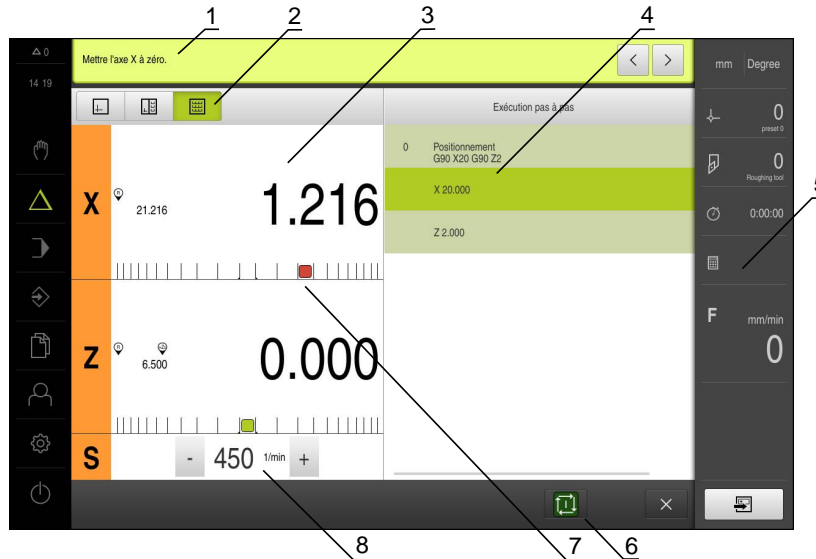 1
2
3
4
0
14 19
Mettre l'axe X à zéro.
< >
mm Degree
Exécution pas à pas
0
preset 0
0 Positionnement
G90 X20 G90 Z2
X 20.000
Z 2.000
X
R
21.216
1.216
0
Roughing tool
0:00:00
5
Z
R
6.500
0.000
F mm/min
0
S
- 450 1/min +
8
7
6